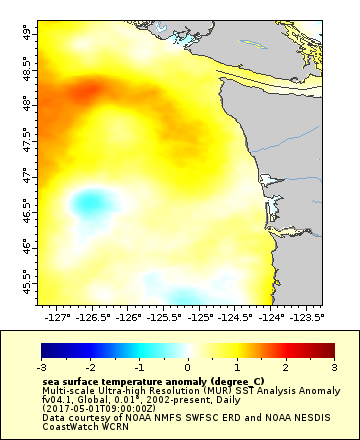 49°
48.5°
48°
47.5°
47°
46.5°
46°
45.5°
-127° -126.5° -126° -125.5° -125° -124.5° -124° -123.5°
-3 -2 -1 0 1 2 3
sea surface temperature anomaly (degree_C)
Multi-scale Ultra-high Resolution (MUR) SST Analysis Anomaly
fv04.1, Global, 0.01°, 2002-present, Daily
(2017-05-01T09:00:00Z)
Data courtesy of NOAA NMFS SWFSC ERD and NOAA NESDIS
CoastWatch WCRN